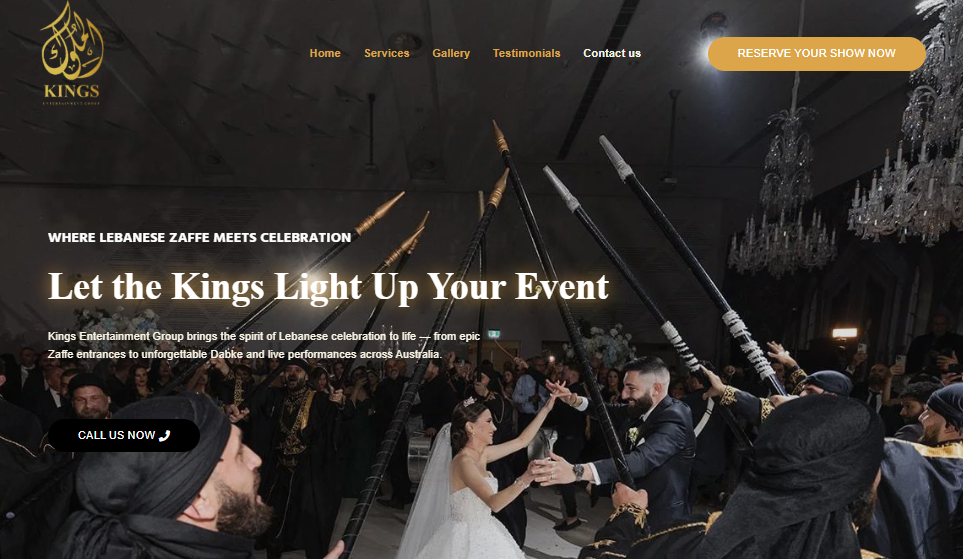 الملوك
KINGS
ENTERTAINMENT GROUP
Home Services Gallery Testimonials Contact us
RESERVE YOUR SHOW NOW
WHERE LEBANESE ZAFFE MEETS CELEBRATION
Let the Kings Light Up Your Event
Kings Entertainment Group brings the spirit of Lebanese celebration to life — from epic
Zaffe entrances to unforgettable Dabke and live performances across Australia.
CALL US NOW